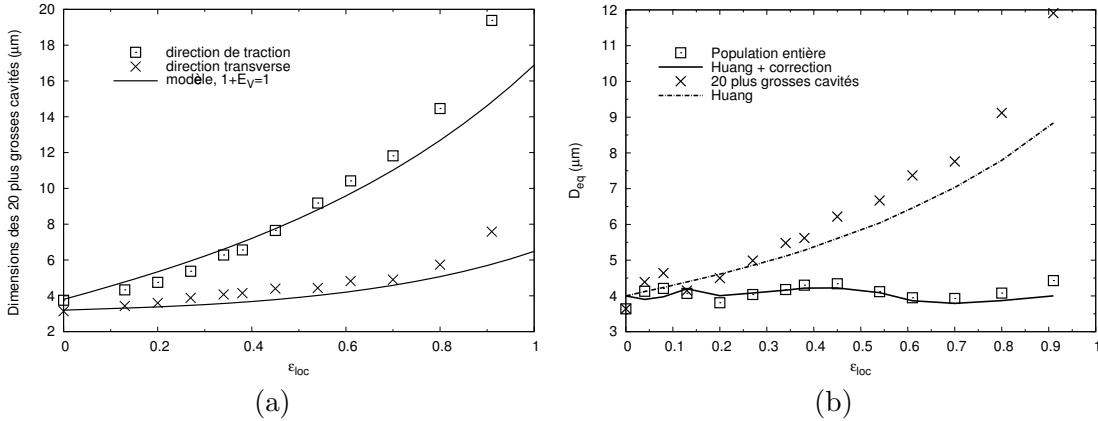 20
18
16
14
12
10
8
6
4
2
Dimensions des 20 plus grosses cavités (µm)
direction de traction
direction transverse
modèle, 1+E_V=1
0 0.2 0.4 0.6 0.8 1
ε_loc
(a)
12
11
10
9
8
7
6
5
4
3
D_eq (µm)
Population entière
Huang + correction
20 plus grosses cavités
Huang
0 0.1 0.2 0.3 0.4 0.5 0.6 0.7 0.8 0.9 1
ε_loc
(b)